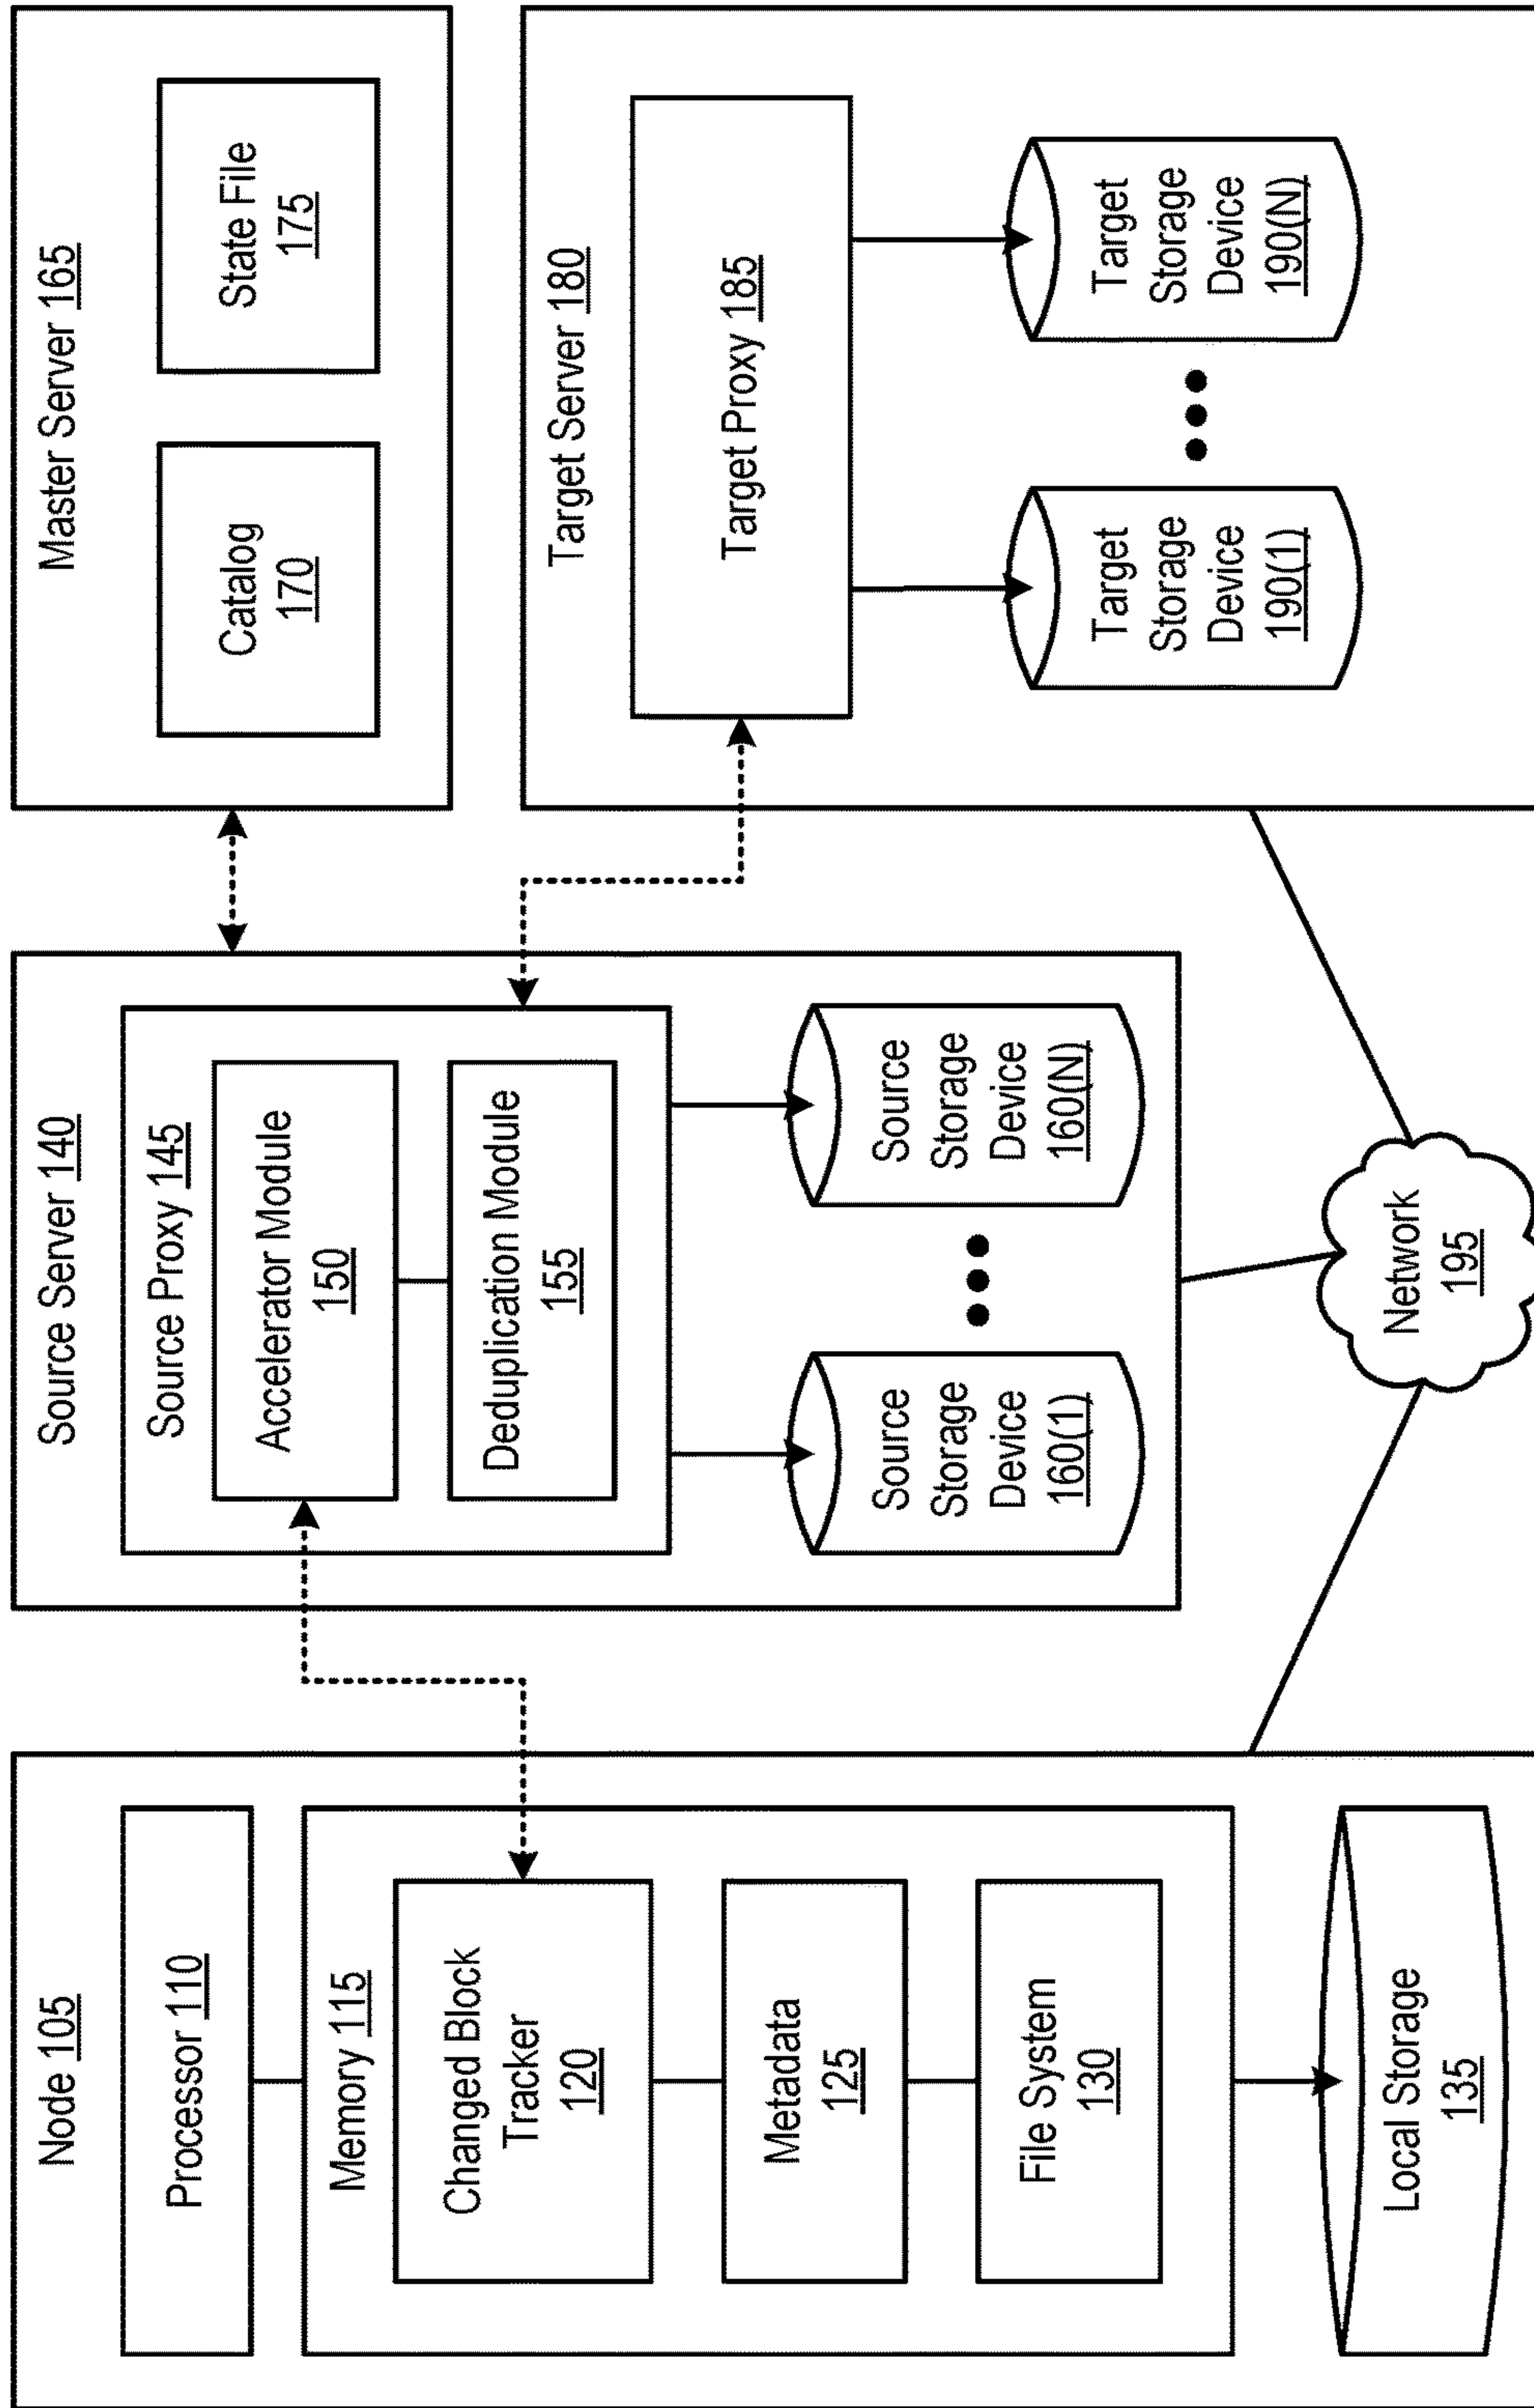 Node 105
Processor 110
Memory 115
Changed Block
Tracker
120
Metadata
125
File System
130
Local Storage
135
Source Server 140
Source Proxy 145
Accelerator Module
150
Deduplication Module
155
Source
Storage
Device
160(1)
Source
Storage
Device
160(N)
Master Server 165
Catalog
170
State File
175
Target Server 180
Target Proxy 185
Target
Storage
Device
190(1)
Target
Storage
Device
190(N)
Network
195